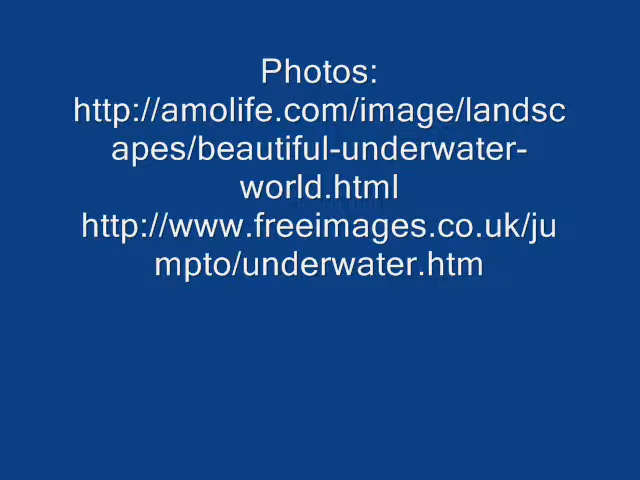 Photos:
http://amolife.com/image/landsc
apes/beautiful-underwater-
world.html
http://www.freeimages.co.uk/ju
mpto/underwater.htm